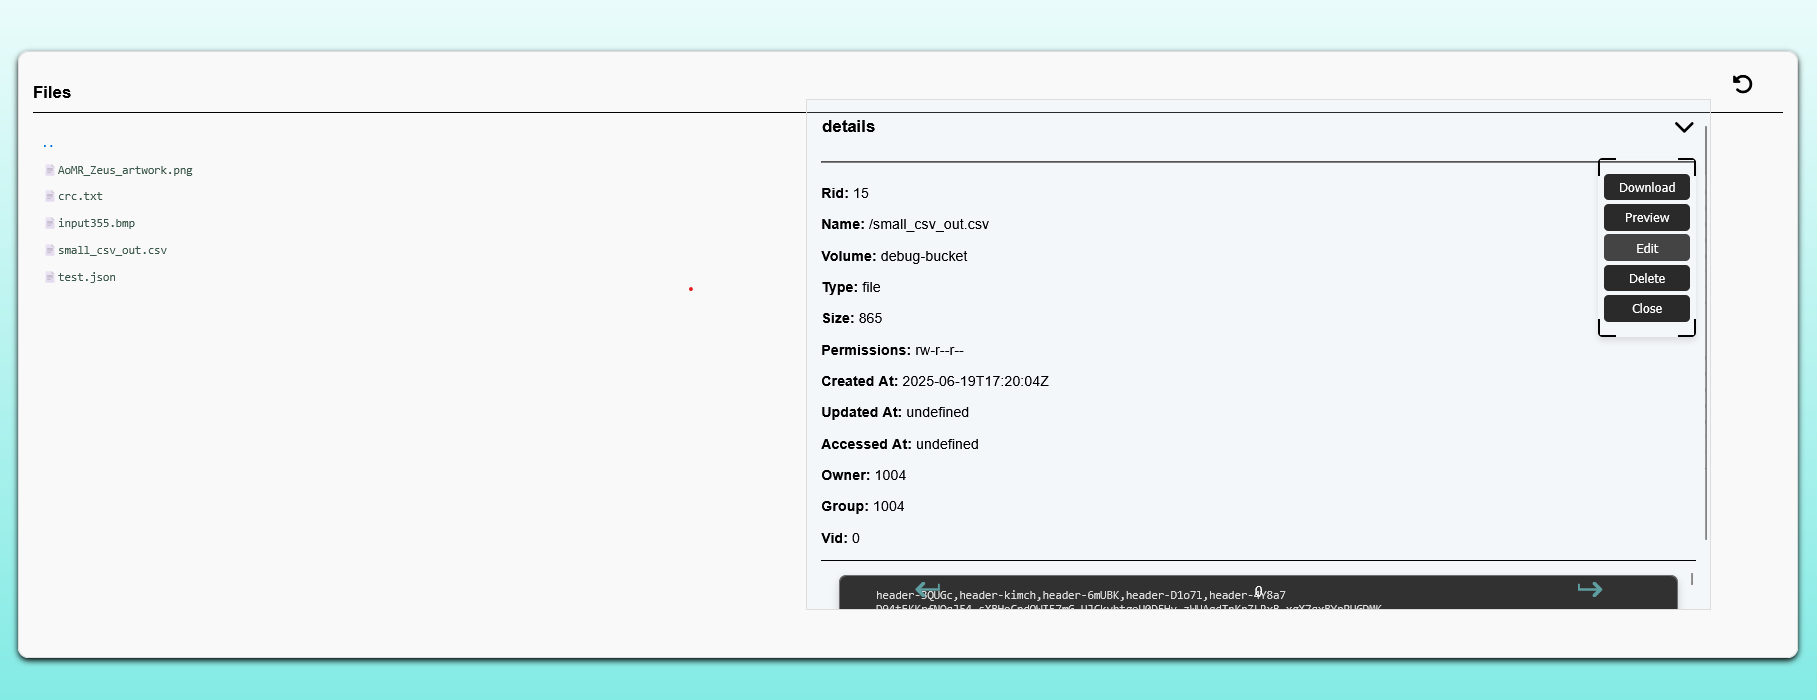 Files
..
AoMR_Zeus_artwork.png
crc.txt
input355.bmp
small_csv_out.csv
test.json
details
Rid: 15
Name: /small_csv_out.csv
Volume: debug-bucket
Type: file
Size: 865
Permissions: rw-r--r--
Created At: 2025-06-19T17:20:04Z
Updated At: undefined
Accessed At: undefined
Owner: 1004
Group: 1004
Vid: 0
Download
Preview
Edit
Delete
Close
0
header-3QUGc,header-kimch,header-6mUBK,header-D1o7l,header-4Y8a7